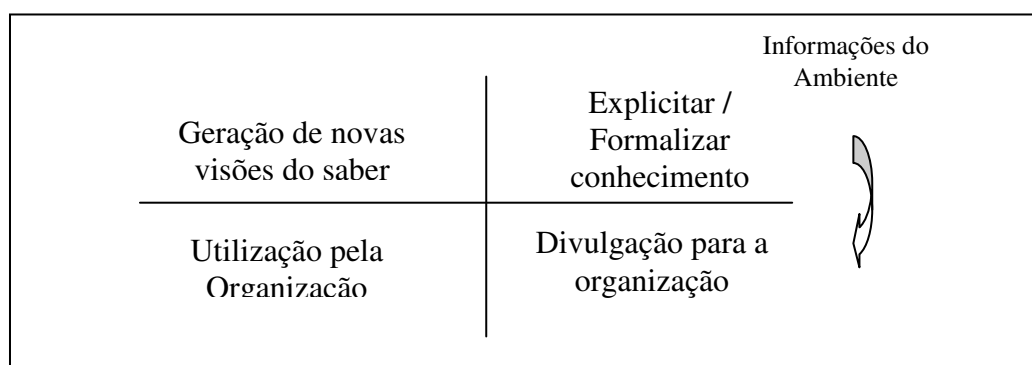 Informações do
Ambiente
Geração de novas
visões do saber
Explicitar /
Formalizar
conhecimento
Utilização pela
Organização
Divulgação para a
organização